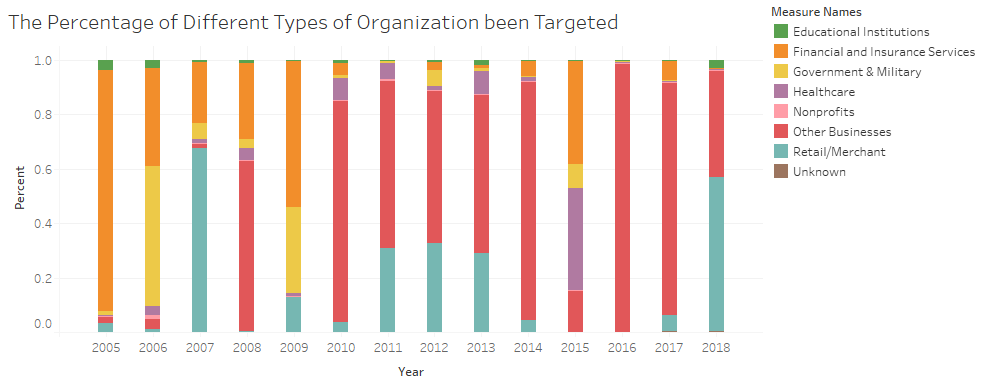 The Percentage of Different Types of Organization been Targeted
Measure Names
Educational Institutions
Financial and Insurance Services
Government & Military
Healthcare
Nonprofits
Other Businesses
Retail/Merchant
Unknown
Percent
1.0
0.8
0.6
0.4
0.2
0.0
2005 2006 2007 2008 2009 2010 2011 2012 2013 2014 2015 2016 2017 2018
Year